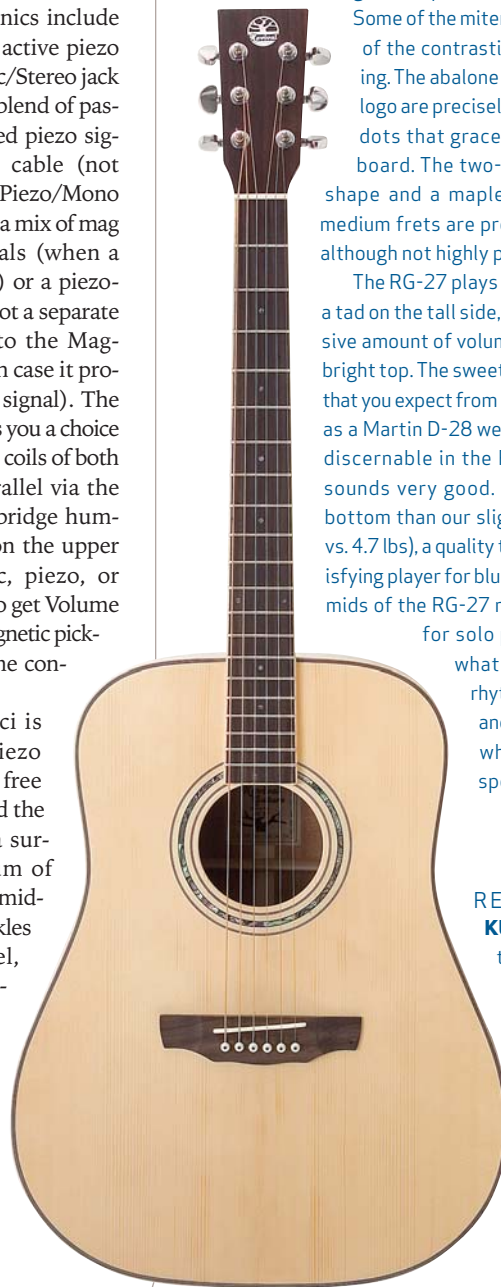 nics include
active piezo
c/Stereo jack
blend of pas-
ed piezo sig-
cable (not
Piezo/Mono
a mix of mag
als (when a
) or a piezo-
ot a separate
to the Mag-
h case it pro-
signal). The
s you a choice
coils of both
allel via the
bridge hum-
on the upper
c, piezo, or
o get Volume
gnetic pick-
ne con-
ci is
iezo
free
d the
a sur-
um of
mid-
kles
el,
-
Some of the miter
of the contrasti
ing. The abalone
logo are precisel
dots that grace
board. The two-
shape and a maple
medium frets are pro
although not highly p
The RG-27 plays
a tad on the tall side,
sive amount of volum
bright top. The sweet
that you expect from
as a Martin D-28 we
discernable in the
sounds very good.
bottom than our slig
vs. 4.7 lbs), a quality t
isfying player for blu
mids of the RG-27 r
for solo
what
rhyt
and
wh
spe
RE
KU
t